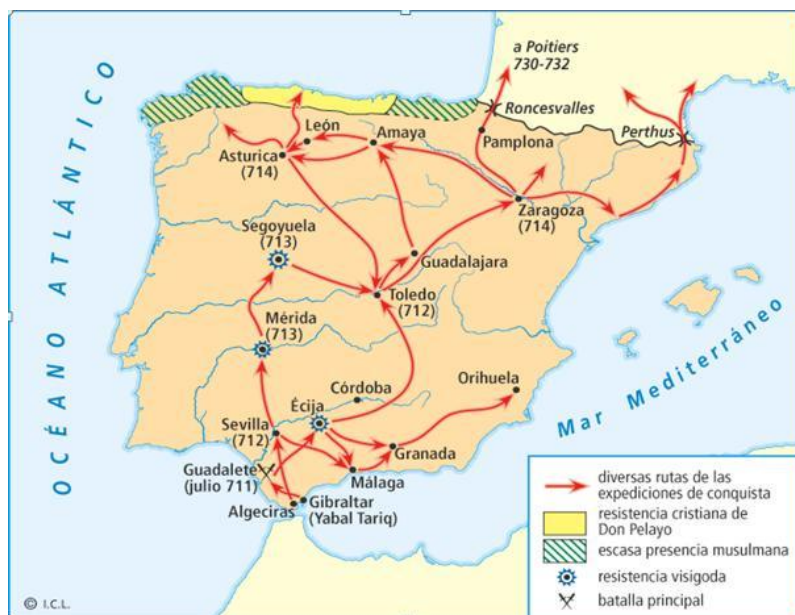 a Poitiers
730-732
Roncesvalles
Pamplona
Perthus
León
Amaya
Asturica
(714)
Zaragoza
(714)
Segoyuela
(713)
Guadalajara
Toledo
(712)
Mérida
(713)
Orihuela
Córdoba
Écija
Sevilla
(712)
Granada
Guadalete
(julio 711)
Málaga
Algeciras
Gibraltar
(Yabal Tariq)
OCÉANO ATLÁNTICO
Mar Mediterráneo
diversas rutas de las
expediciones de conquista
resistencia cristiana de
Don Pelayo
escasa presencia musulmana
resistencia visigoda
batalla principal
© I.C.L.